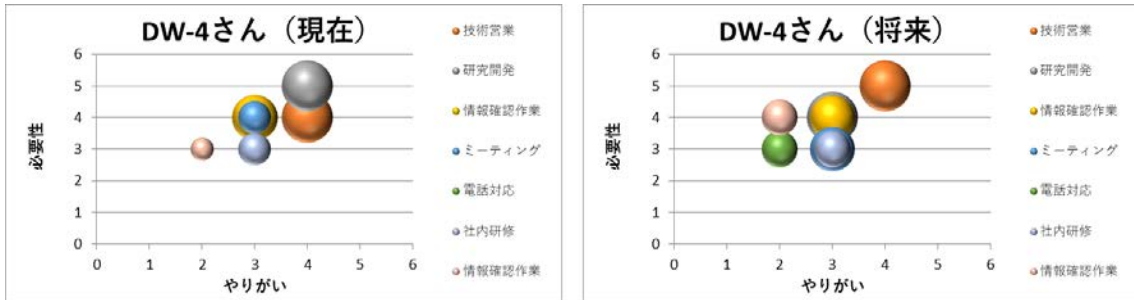 DW-4さん（現在）
必要性
6
5
4
3
2
1
0
0 1 2 3 4 5 6
やりがい
技術営業
研究開発
情報確認作業
ミーティング
電話対応
社内研修
情報確認作業
DW-4さん（将来）
必要性
6
5
4
3
2
1
0
0 1 2 3 4 5 6
やりがい
技術営業
研究開発
情報確認作業
ミーティング
電話対応
社内研修
情報確認作業